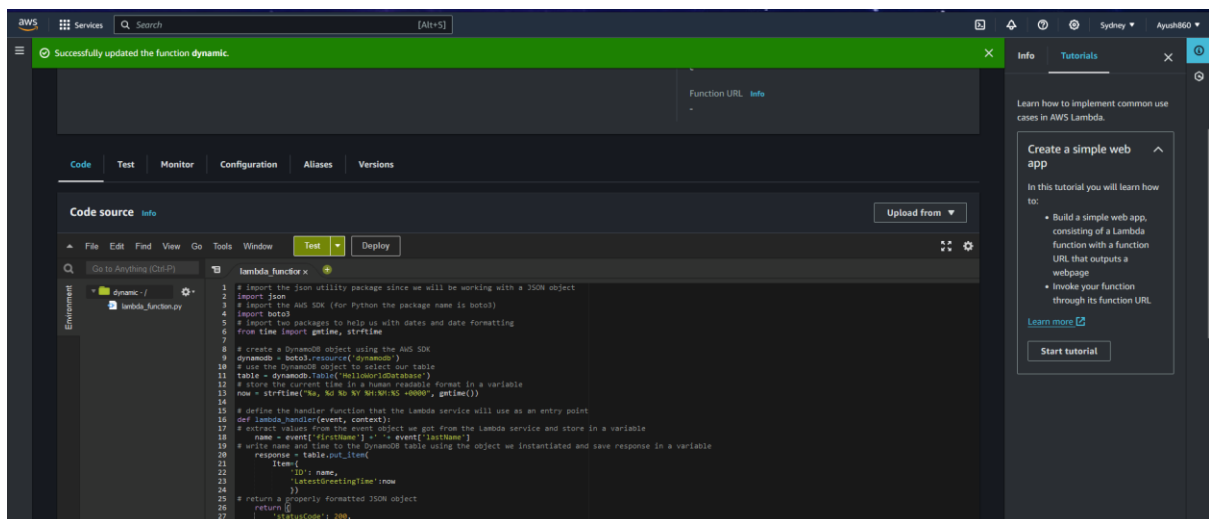 aws Services Search [Alt+S] Sydney ▼ Ayush860 ▼
Successfully updated the function dynamic.
-
Function URL Info
-
Code Test Monitor Configuration Aliases Versions
Code source Info
Upload from ▼
File Edit Find View Go Tools Window Test Deploy
Go to Anything (Ctrl-P)
lambda_function
Environment
dynamic - /
lambda_function.py
1 # import the json utility package since we will be working with a JSON object
2 import json
3 # import the AWS SDK (for Python the package name is boto3)
4 import boto3
5 # import two packages to help us with dates and date formatting
6 from time import gmtime, strftime
7
8 # create a DynamoDB object using the AWS SDK
9 dynamodb = boto3.resource('dynamodb')
10 # use the DynamoDB object to select our table
11 table = dynamodb.Table('HelloWorldDatabase')
12 # store the current time in a human readable format in a variable
13 now = strftime("%a, %d %b %Y %H:%M:%S +0000", gmtime())
14
15 # define the handler function that the Lambda service will use as an entry point
16 def lambda_handler(event, context):
17 # extract values from the event object we got from the Lambda service and store in a variable
18 name = event['firstName'] +' '+ event['lastName']
19 # write name and time to the DynamoDB table using the object we instantiated and save response in a variable
20 response = table.put_item(
21 Item={
22 'ID': name,
23 'LatestGreetingTime':now
24 })
25 # return a properly formatted JSON object
26 return {
27 'statusCode': 200,
Info Tutorials
Learn how to implement common use
cases in AWS Lambda.
Create a simple web
app
In this tutorial you will learn how
to:
• Build a simple web app,
consisting of a Lambda
function with a function
URL that outputs a
webpage
• Invoke your function
through its function URL
Learn more
Start tutorial